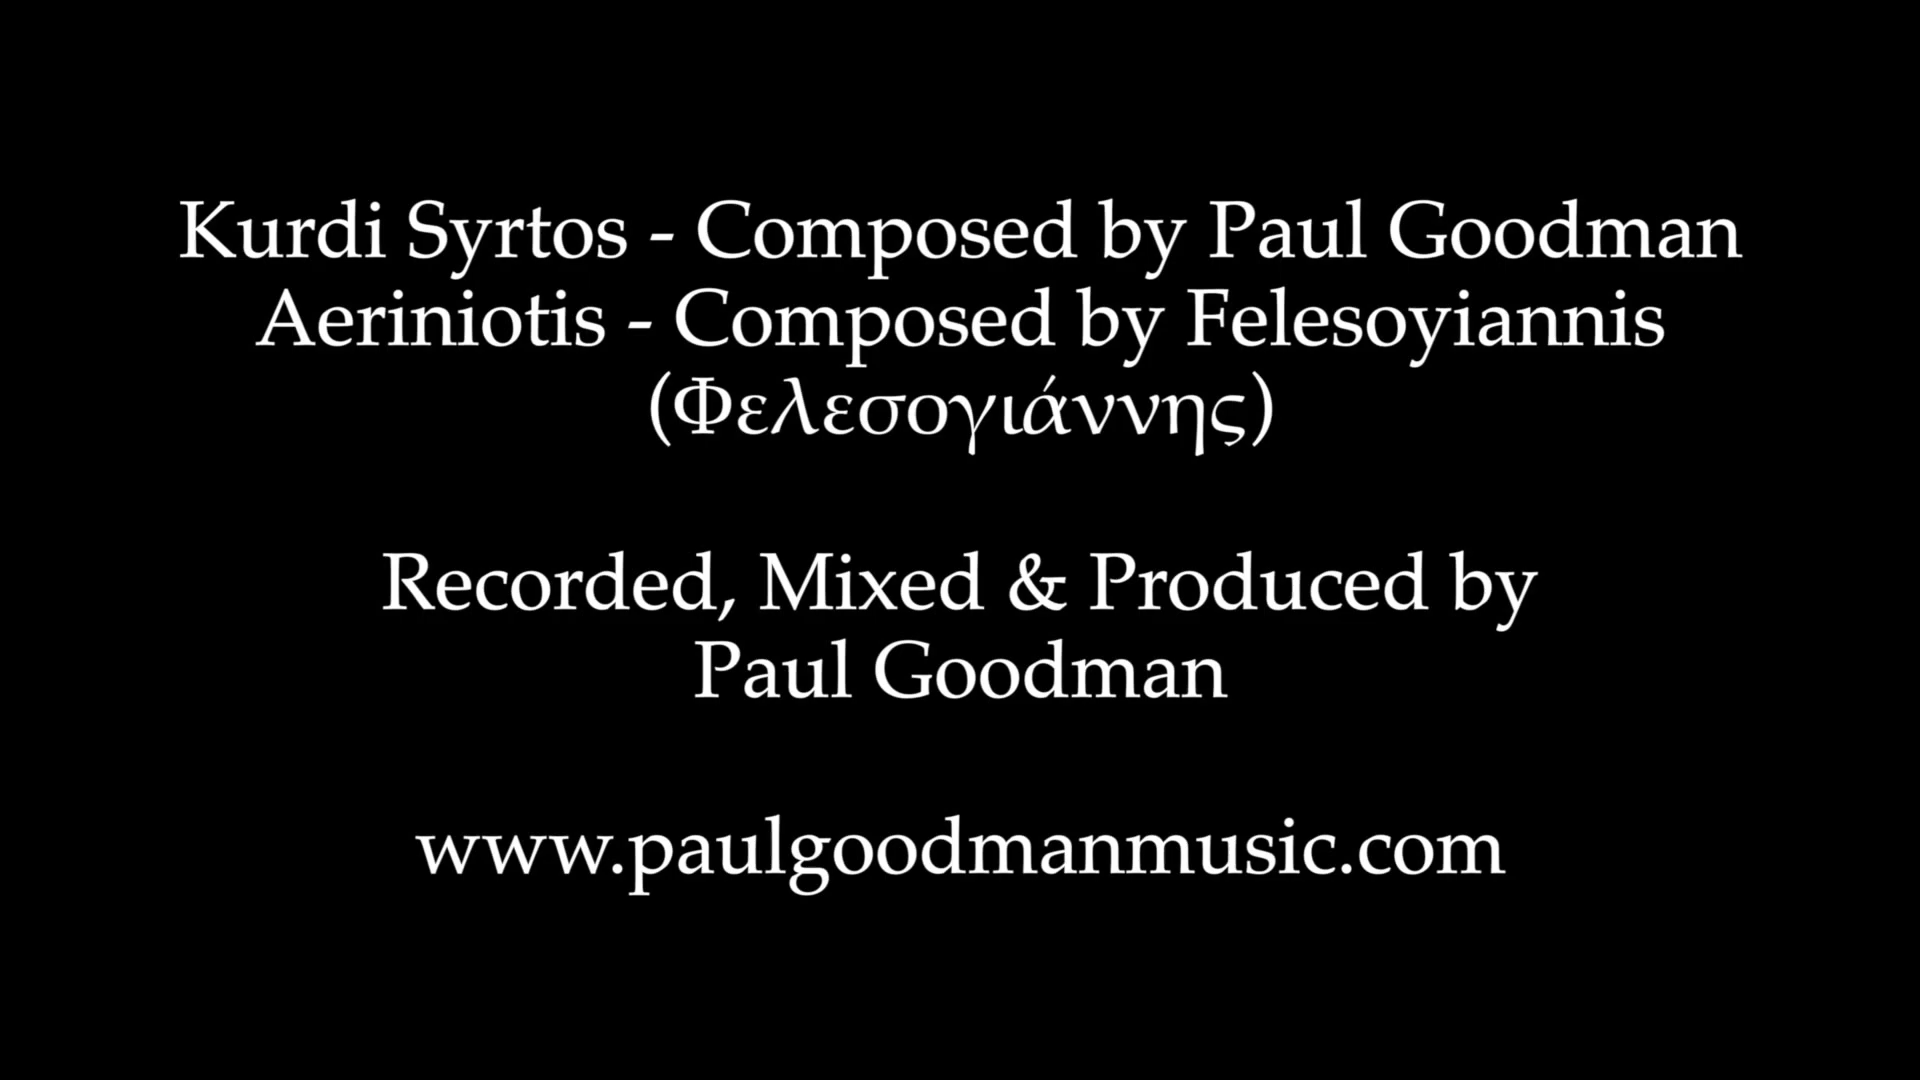 Kurdi Syrtos - Composed by Paul Goodman
Aeriniotis - Composed by Felesoyiannis
(Φελεσογιάννης)
Recorded, Mixed & Produced by
Paul Goodman
www.paulgoodmanmusic.com